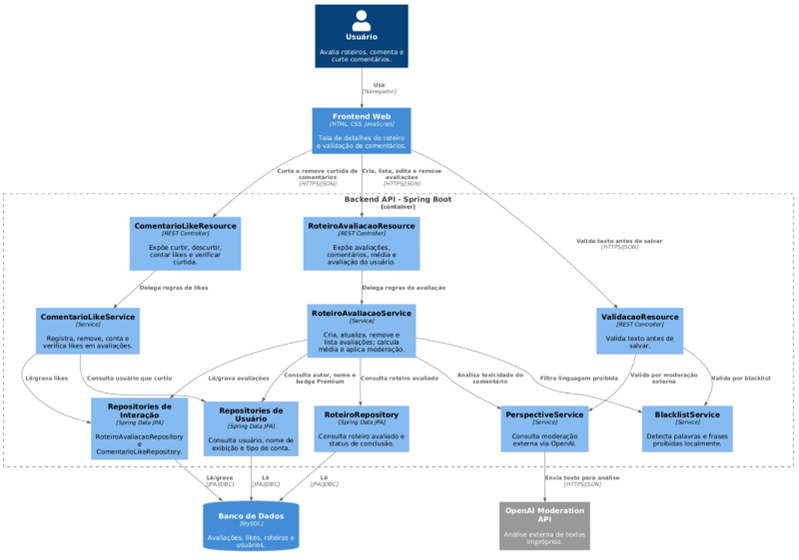 Usuário
Avalia roteiros, comenta e
curte comentários.
Usa
[Navegador]
Frontend Web
[HTML, CSS, JavaScript]
Tela de detalhes do roteiro
e validação de comentários.
Curte e remove curtida de
comentários
[HTTPS/JSON]
Cria, lista, edita e remove
avaliações
[HTTPS/JSON]
Valida texto antes de salvar
[HTTPS/JSON]
Backend API - Spring Boot
[container]
ComentarioLikeResource
[REST Controller]
Expõe curtir, descurtir,
contar likes e verificar
curtida.
RoteiroAvaliacaoResource
[REST Controller]
Expõe avaliações,
comentários, média e
avaliação do usuário.
Delega regras de likes
Delega regras de avaliação
ComentarioLikeService
[Service]
Registra, remove, conta e
verifica likes em avaliações.
RoteiroAvaliacaoService
[Service]
Cria, atualiza, remove e
lista avaliações; calcula
média e aplica moderação.
ValidacaoResource
[REST Controller]
Valida texto antes de
salvar.
Lê/grava likes
Consulta usuário que curtiu
Lê/grava avaliações
Consulta autor, nome e
badge Premium
Consulta roteiro avaliado
Analisa toxicidade do
comentário
Filtra linguagem proibida
Valida por moderação
externa
Valida por blacklist
Repositories de
Interação
[Spring Data JPA]
RoteiroAvaliacaoRepository
e
ComentarioLikeRepository.
Repositories de
Usuário
[Spring Data JPA]
Consulta usuário, nome de
exibição e tipo de conta.
RoteiroRepository
[Spring Data JPA]
Consulta roteiro avaliado e
status de conclusão.
PerspectiveService
[Service]
Consulta moderação
externa via OpenAI.
BlacklistService
[Service]
Detecta palavras e frases
proibidas localmente.
Lê/grava
[JPA/JDBC]
Lê
[JPA/JDBC]
Lê
[JPA/JDBC]
Envia texto para análise
[HTTPS/JSON]
Banco de Dados
[MySQL]
Avaliações, likes, roteiros e
usuários.
OpenAI Moderation
API
Análise externa de textos
impróprios.